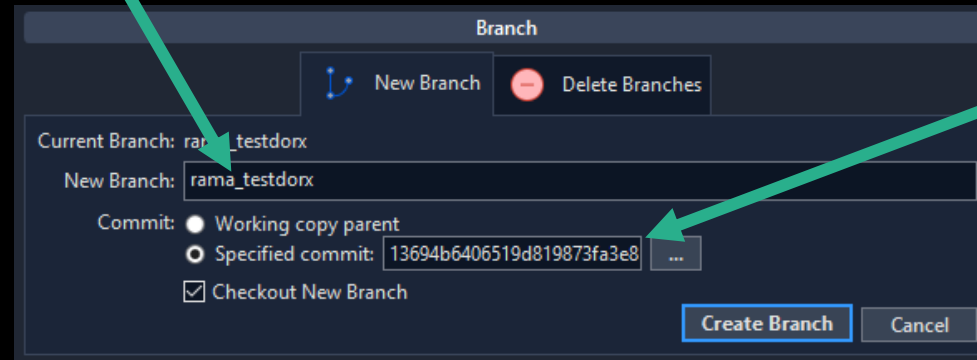 Branch
New Branch
Delete Branches
Current Branch: rama_testdorx
New Branch: rama_testdorx
Commit: Working copy parent
Specified commit: 13694b6406519d819873fa3e8 ...
Checkout New Branch
Create Branch Cancel